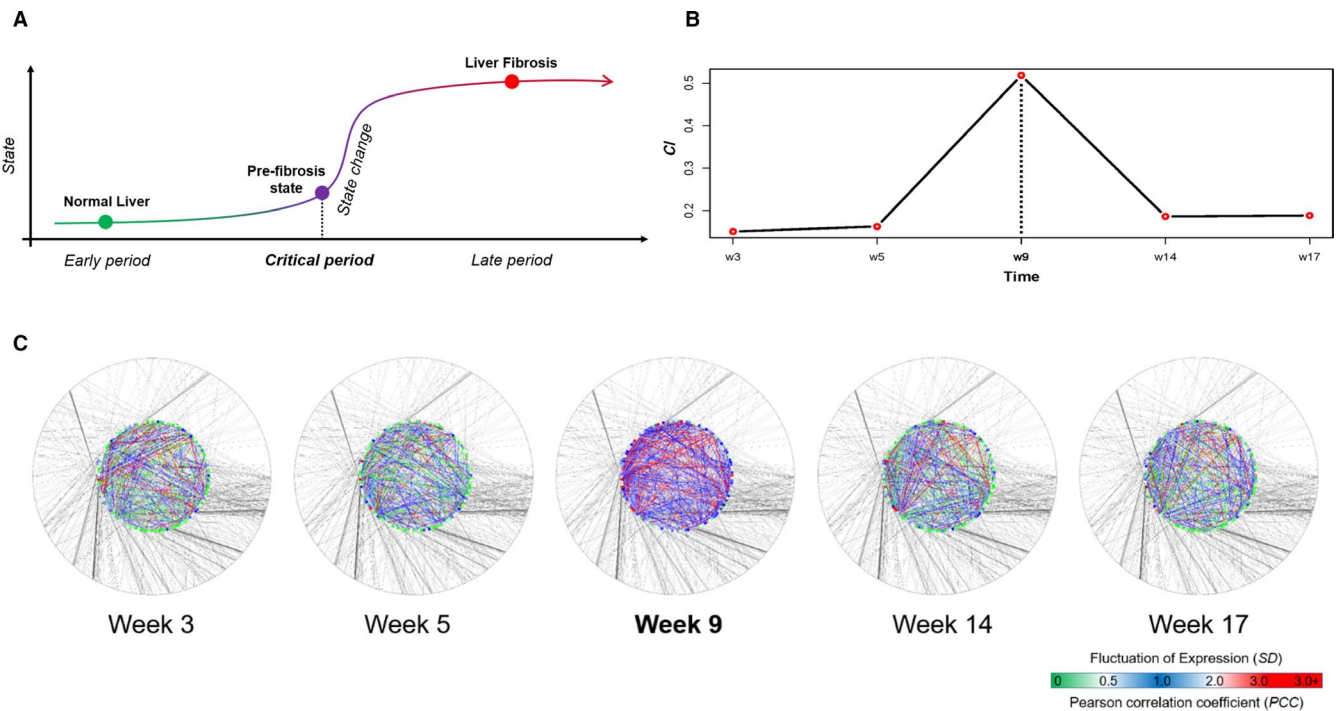 A
State
Normal Liver
Pre-fibrosis
state
State change
Liver Fibrosis
Early period
Critical period
Late period
B
CI
0.5
0.4
0.3
0.2
w3
w5
w9
w14
w17
Time
C
Week 3
Week 5
Week 9
Week 14
Week 17
Fluctuation of Expression (SD)
0 0.5 1.0 2.0 3.0 3.0+
Pearson correlation coefficient (PCC)